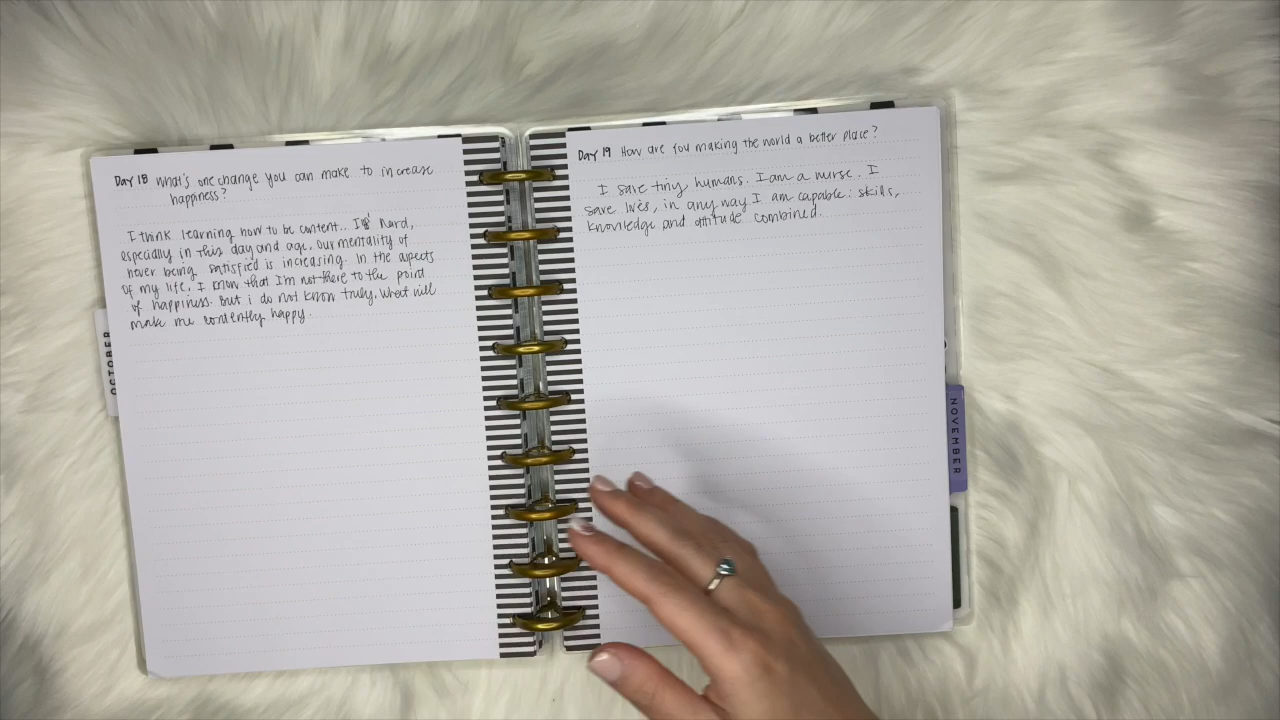 Day 18 What's one change you can make to increase
happiness?
I think learning how to be content.. Is hard,
especially in this day and age, our mentality of
never being satisfied is increasing. In the aspects
of my life, I know that I'm not there to the point
of happiness. But i do not know truly, what will
make me contently happy.
OCTOBER
Day 19 How are you making the world a better place?
I save tiny humans. I am a nurse. I
save lives, in any way I am capable: skills,
knowledge and attitude combined.
NOVEMBER